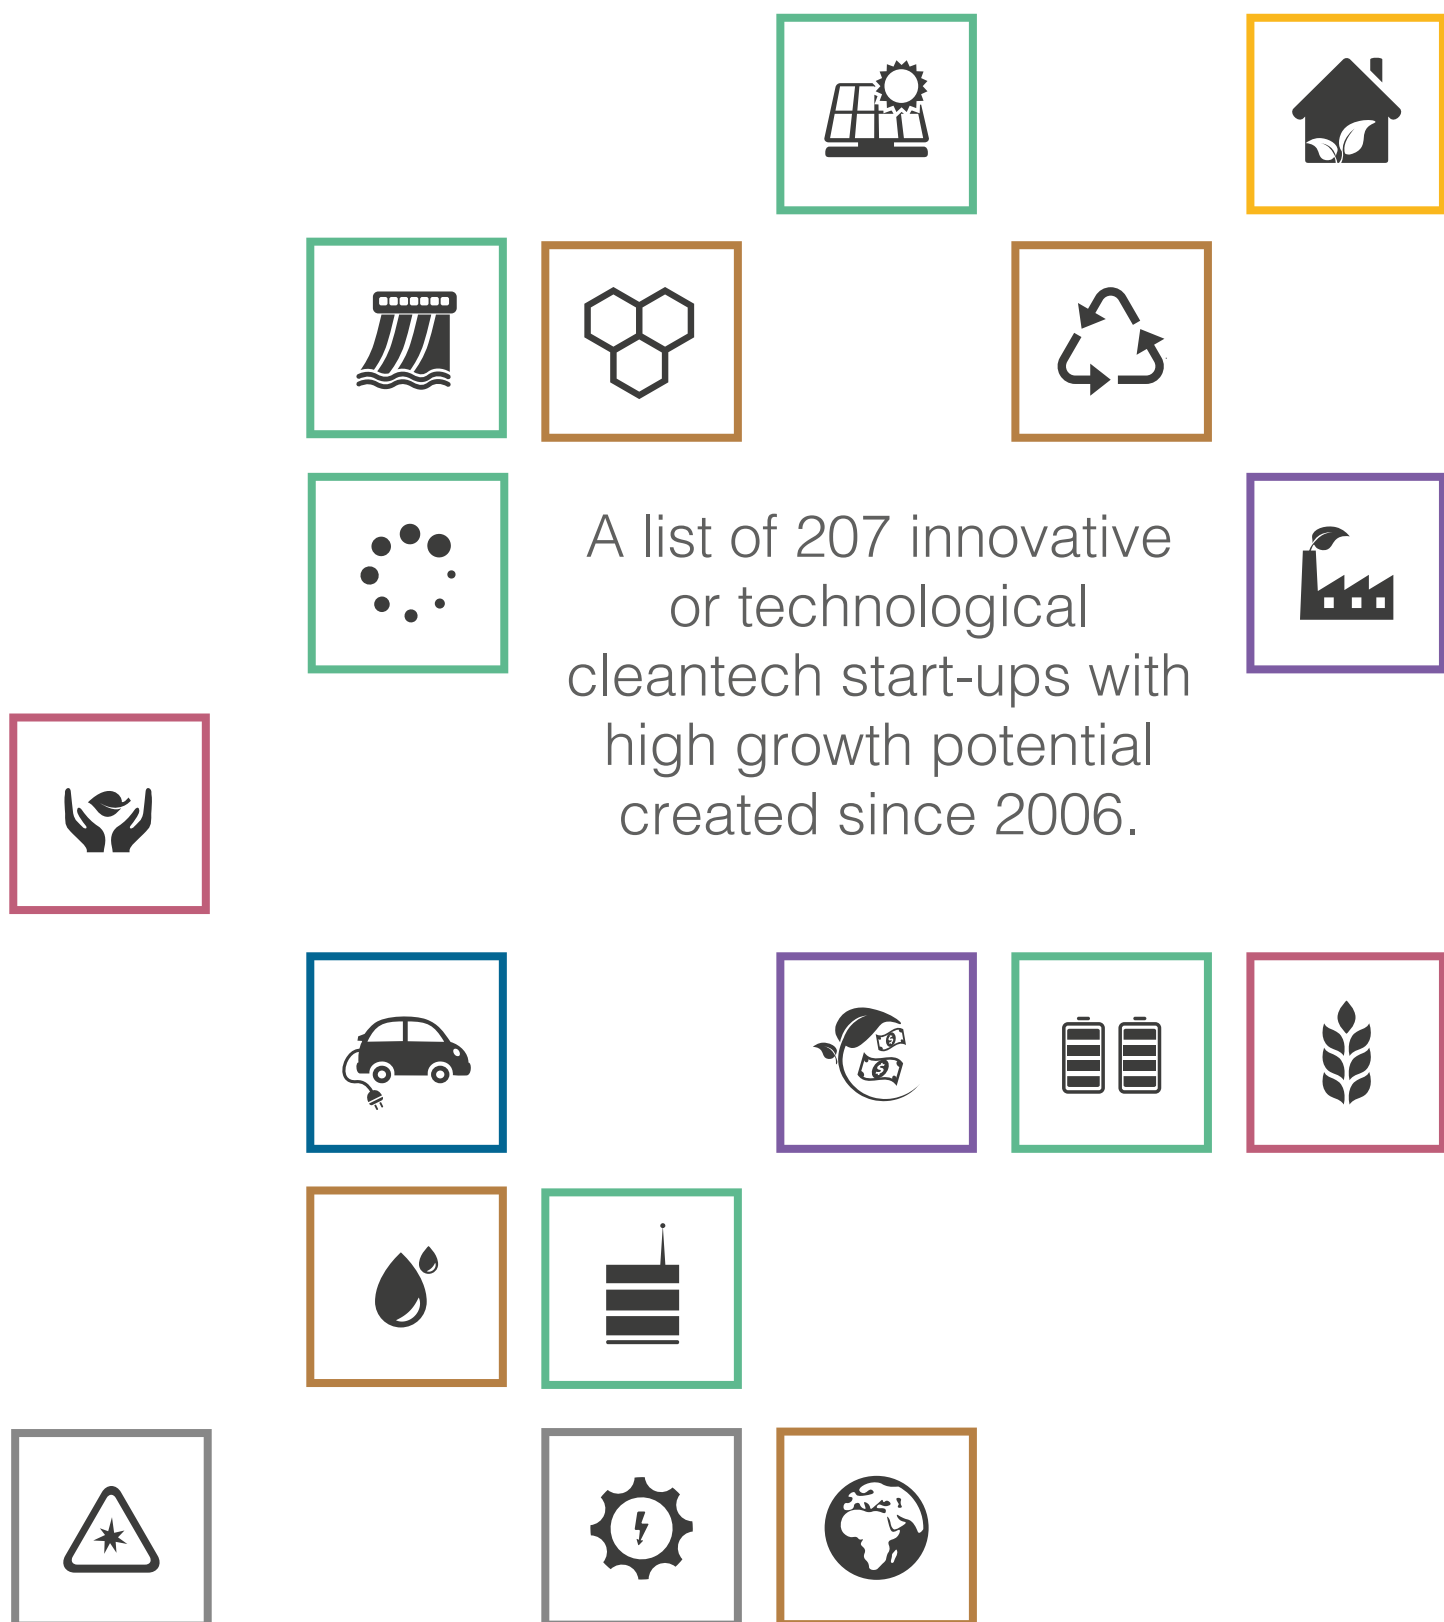 A list of 207 innovative
or technological
cleantech start-ups with
high growth potential
created since 2006.